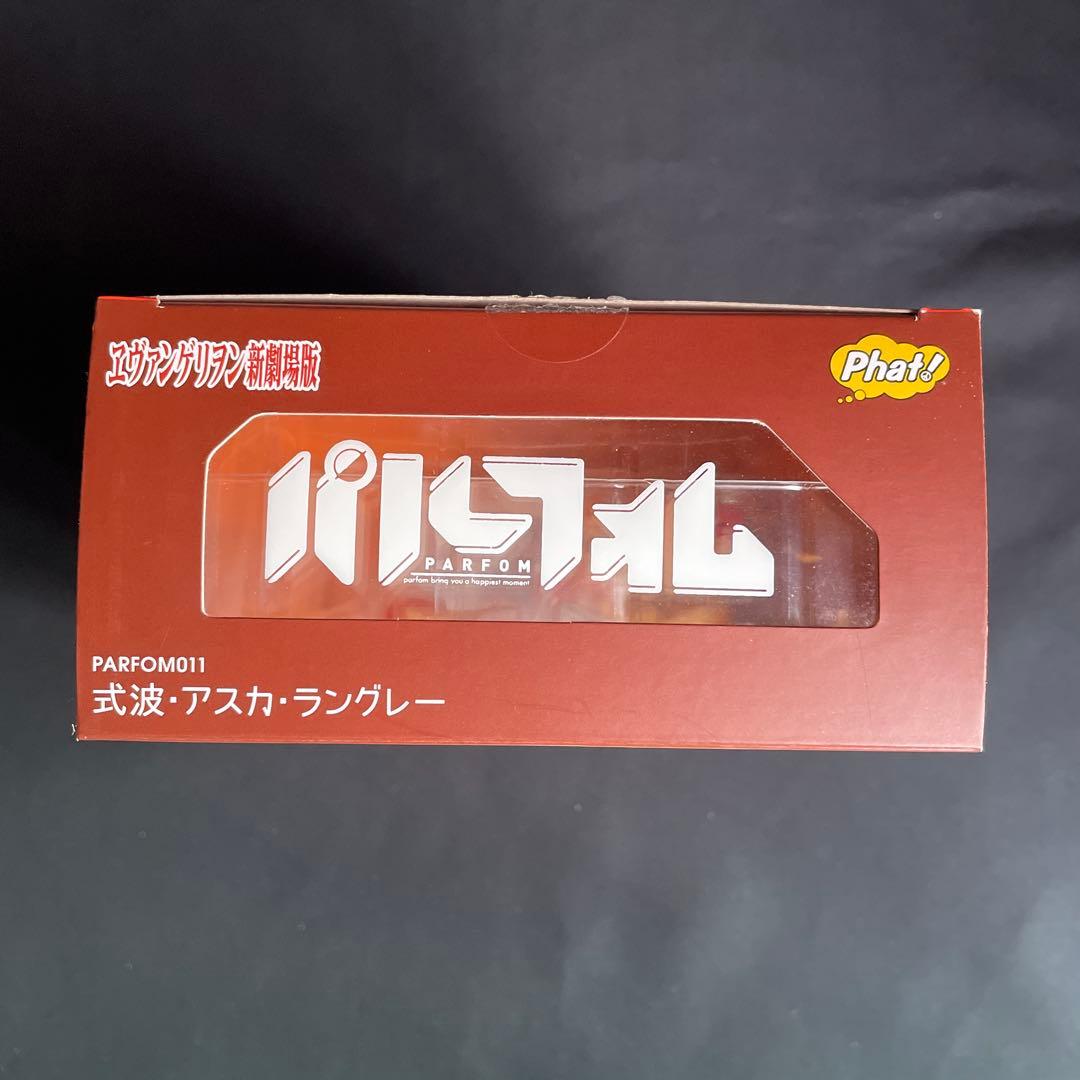 ヱヴァンゲリヲン新劇場版
Phat!
パルフォム
PARFOM
parfom bring you a happiest moment
PARFOM011
式波・アスカ・ラングレー